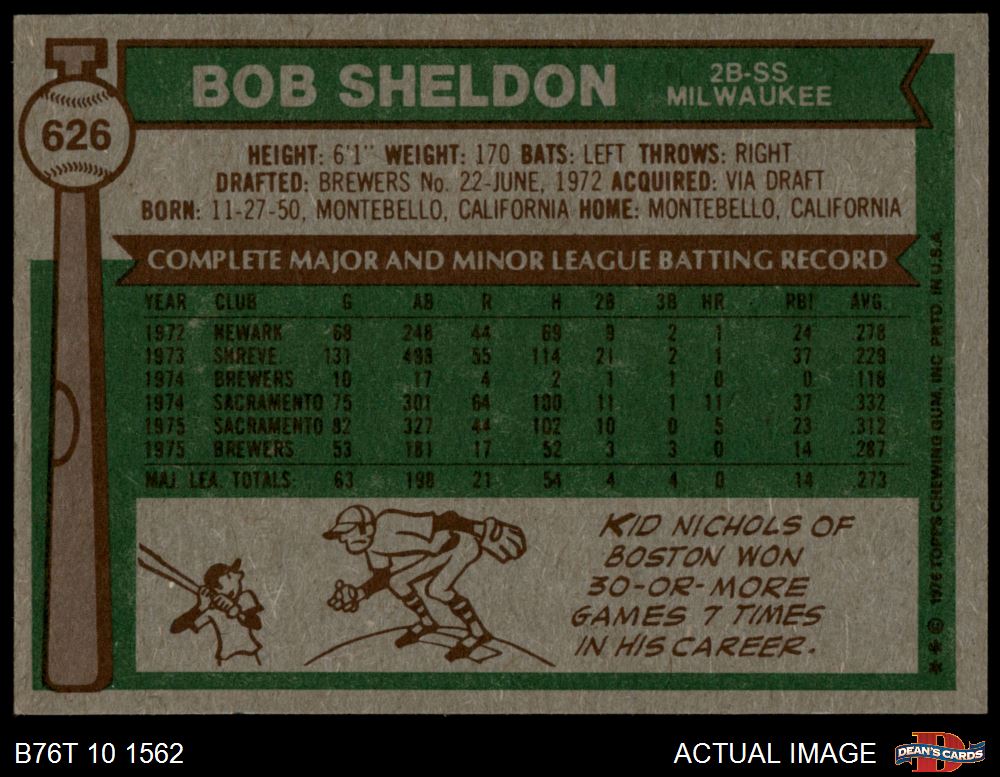 BOB SHELDON
2B-SS
MILWAUKEE
626
HEIGHT: 6'1" WEIGHT: 170 BATS: LEFT THROWS: RIGHT
DRAFTED: BREWERS No. 22-JUNE, 1972 ACQUIRED: VIA DRAFT
BORN: 11-27-50, MONTEBELLO, CALIFORNIA HOME: MONTEBELLO, CALIFORNIA
COMPLETE MAJOR AND MINOR LEAGUE BATTING RECORD
YEAR CLUB G AB R H 2B 3B HR RBI AVG.
1972 NEWARK 68 248 44 69 9 2 1 24 .278
1973 SHREVE. 131 498 55 114 21 2 1 37 .229
1974 BREWERS 10 17 4 2 1 1 0 0 .118
1974 SACRAMENTO 75 301 64 100 11 1 11 37 .332
1975 SACRAMENTO 82 327 44 102 10 0 5 23 .312
1975 BREWERS 53 181 17 52 3 3 0 14 .287
MAJ. LEA. TOTALS 63 198 21 54 4 4 0 14 .273
KID NICHOLS OF
BOSTON WON
30-OR-MORE
GAMES 7 TIMES
IN HIS CAREER.
*** © 1976 TOPPS CHEWING GUM, INC. PRTD. IN U.S.A.
B76T 10 1562
ACTUAL IMAGE
DEAN'S CARDS